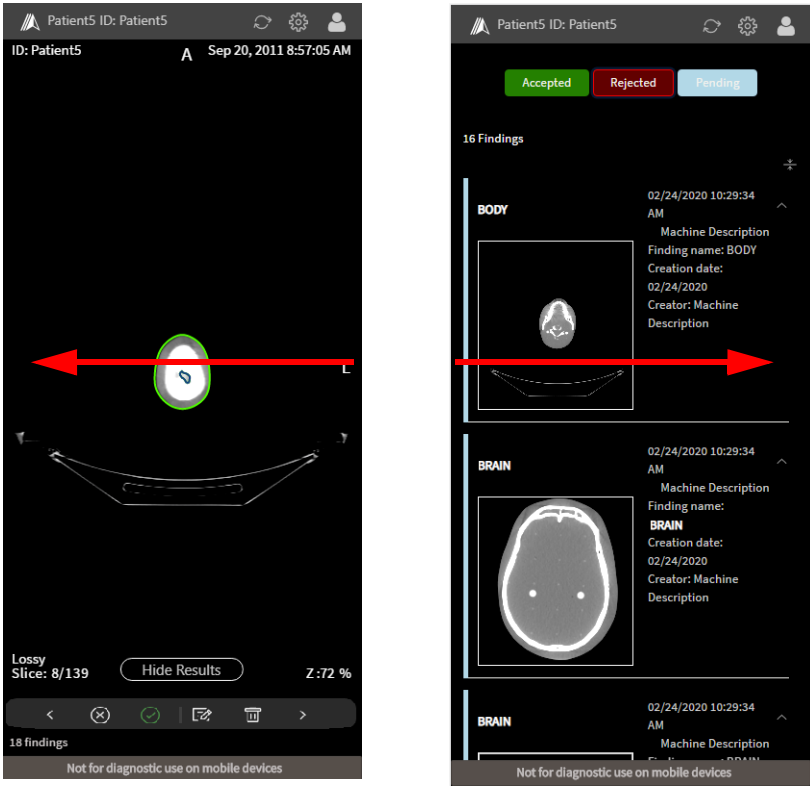 Patient5 ID: Patient5
ID: Patient5
A
Sep 20, 2011 8:57:05 AM
L
Lossy
Slice: 8/139
Hide Results
Z:72 %
18 findings
Not for diagnostic use on mobile devices
Patient5 ID: Patient5
Accepted
Rejected
Pending
16 Findings
BODY
02/24/2020 10:29:34
AM
Machine Description
Finding name: BODY
Creation date:
02/24/2020
Creator: Machine
Description
BRAIN
02/24/2020 10:29:34
AM
Machine Description
Finding name:
BRAIN
Creation date:
02/24/2020
Creator: Machine
Description
BRAIN
02/24/2020 10:29:34
AM
Machine Description
Not for diagnostic use on mobile devices